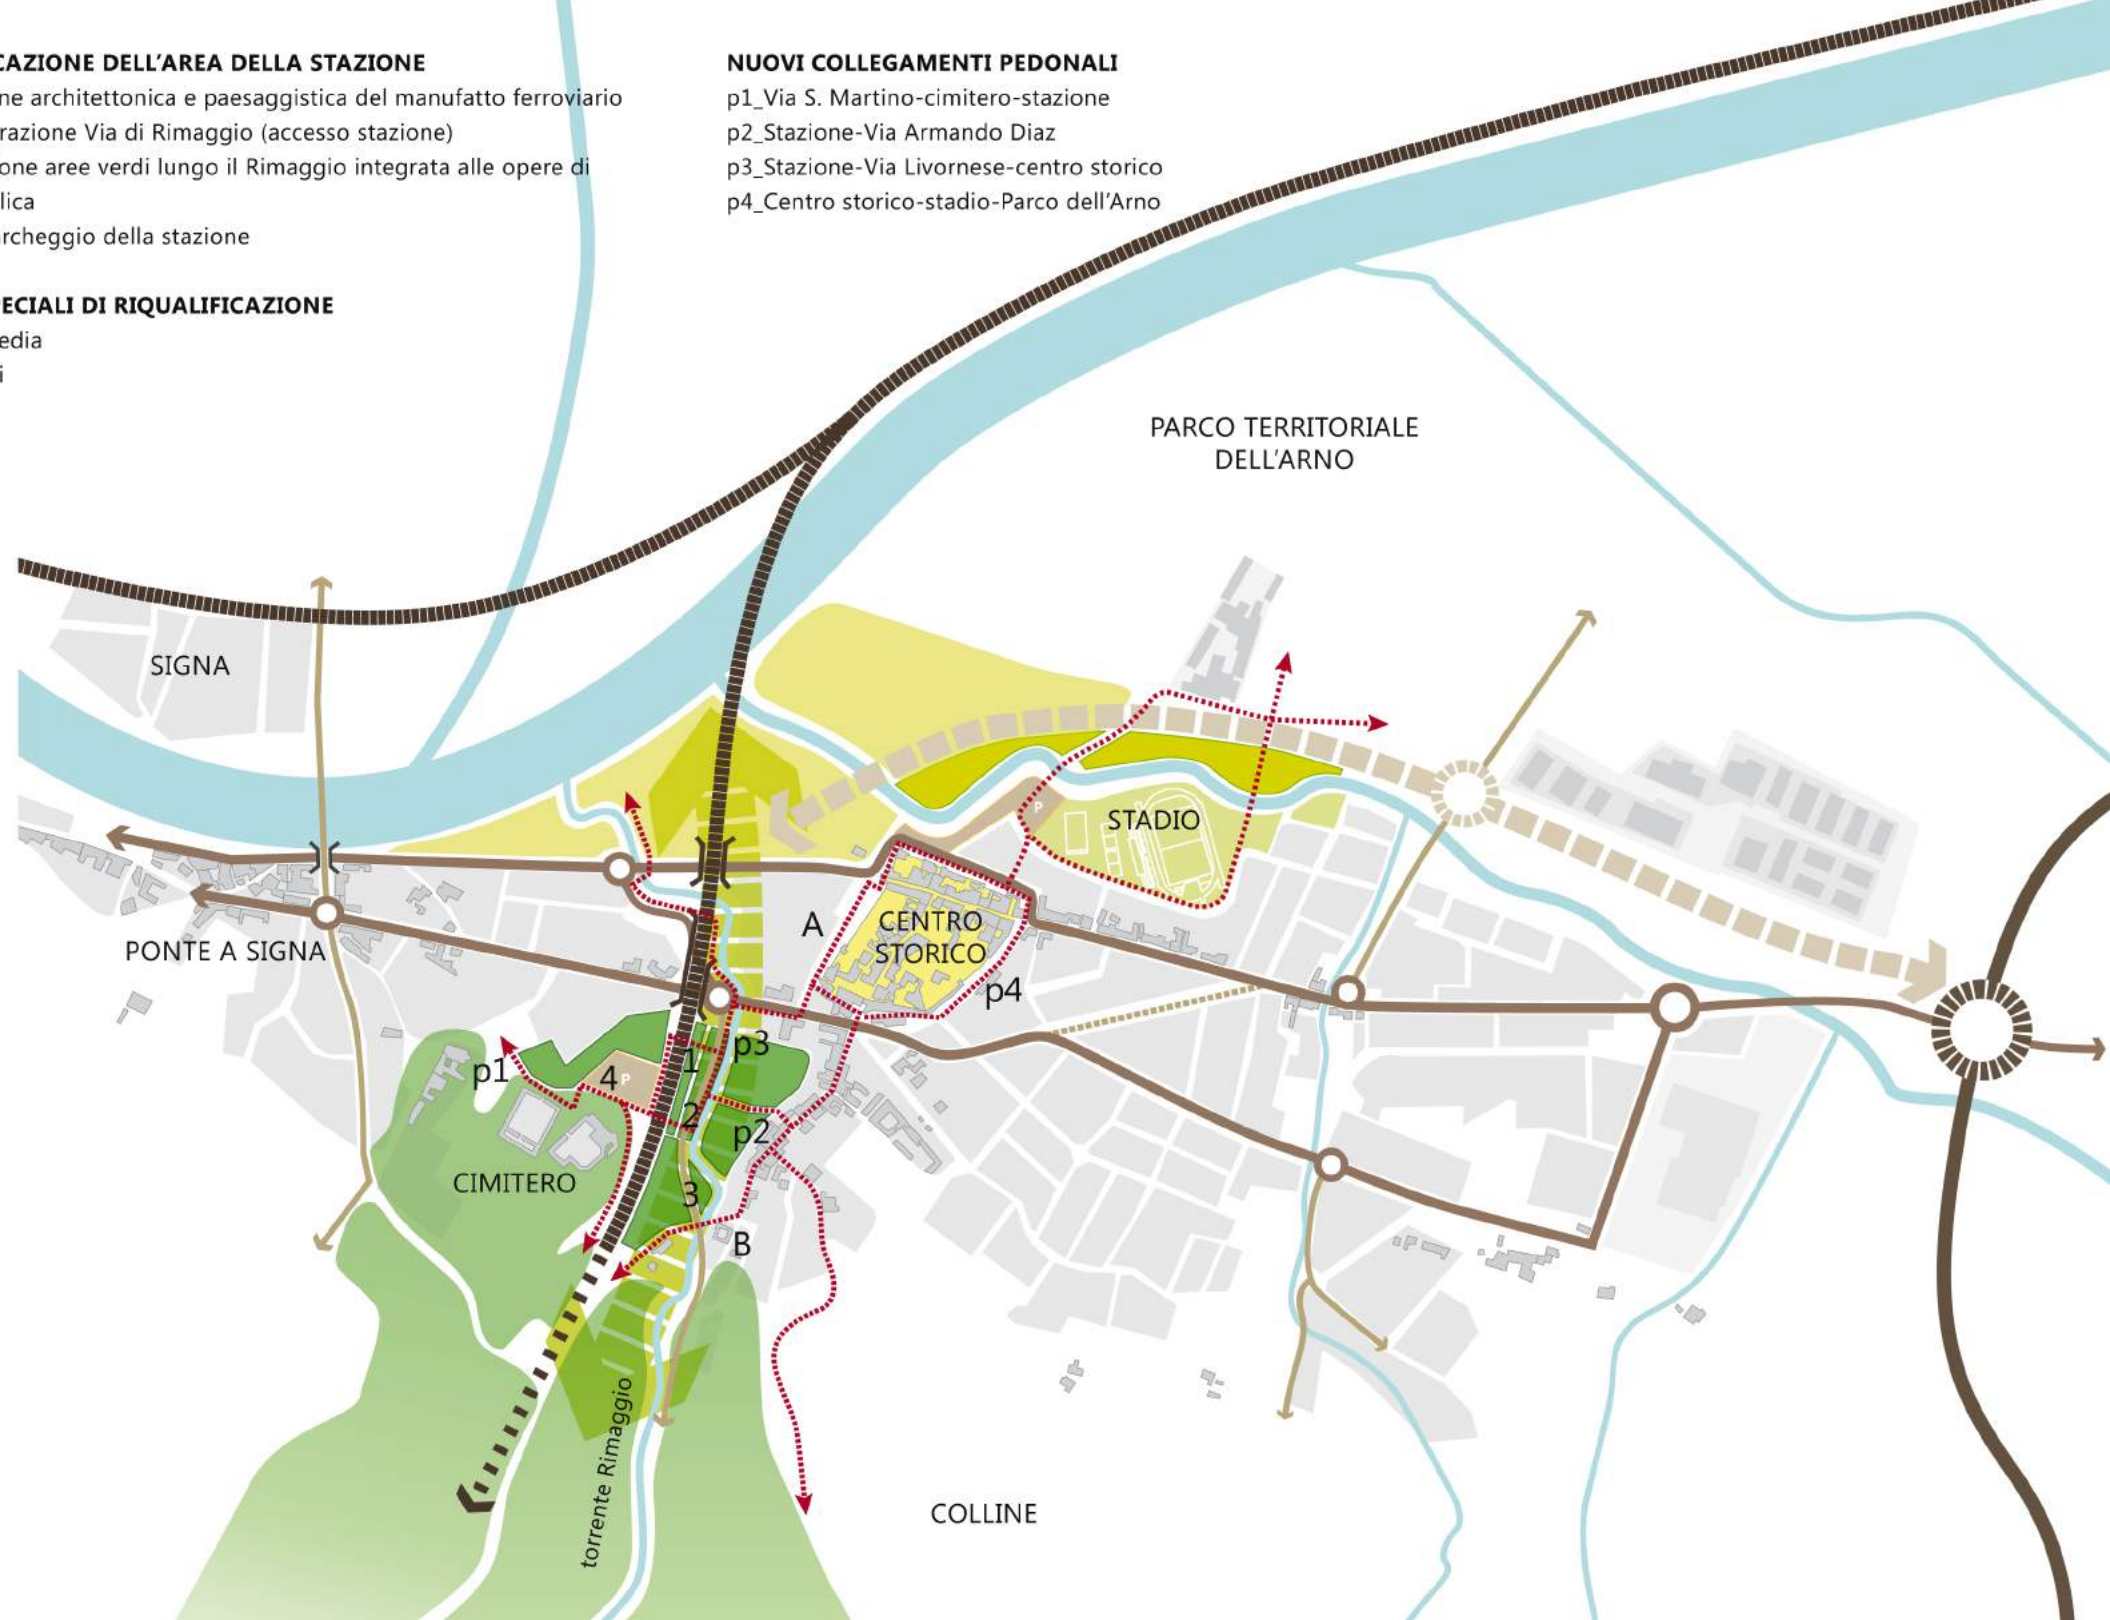 CAZIONE DELL'AREA DELLA STAZIONE
ne architettonica e paesaggistica del manufatto ferroviario
razione Via di Rimaggio (accesso stazione)
one aree verdi lungo il Rimaggio integrata alle opere di
lica
rcheggio della stazione
ECIALI DI RIQUALIFICAZIONE
edia
i
NUOVI COLLEGAMENTI PEDONALI
p1_Via S. Martino-cimitero-stazione
p2_Stazione-Via Armando Diaz
p3_Stazione-Via Livornese-centro storico
p4_Centro storico-stadio-Parco dell'Arno
PARCO TERRITORIALE
DELL'ARNO
SIGNA
P
STADIO
A
CENTRO
STORICO
PONTE A SIGNA
p4
p3
1
p1
4
P
2
p2
CIMITERO
3
B
torrente Rimaggio
COLLINE